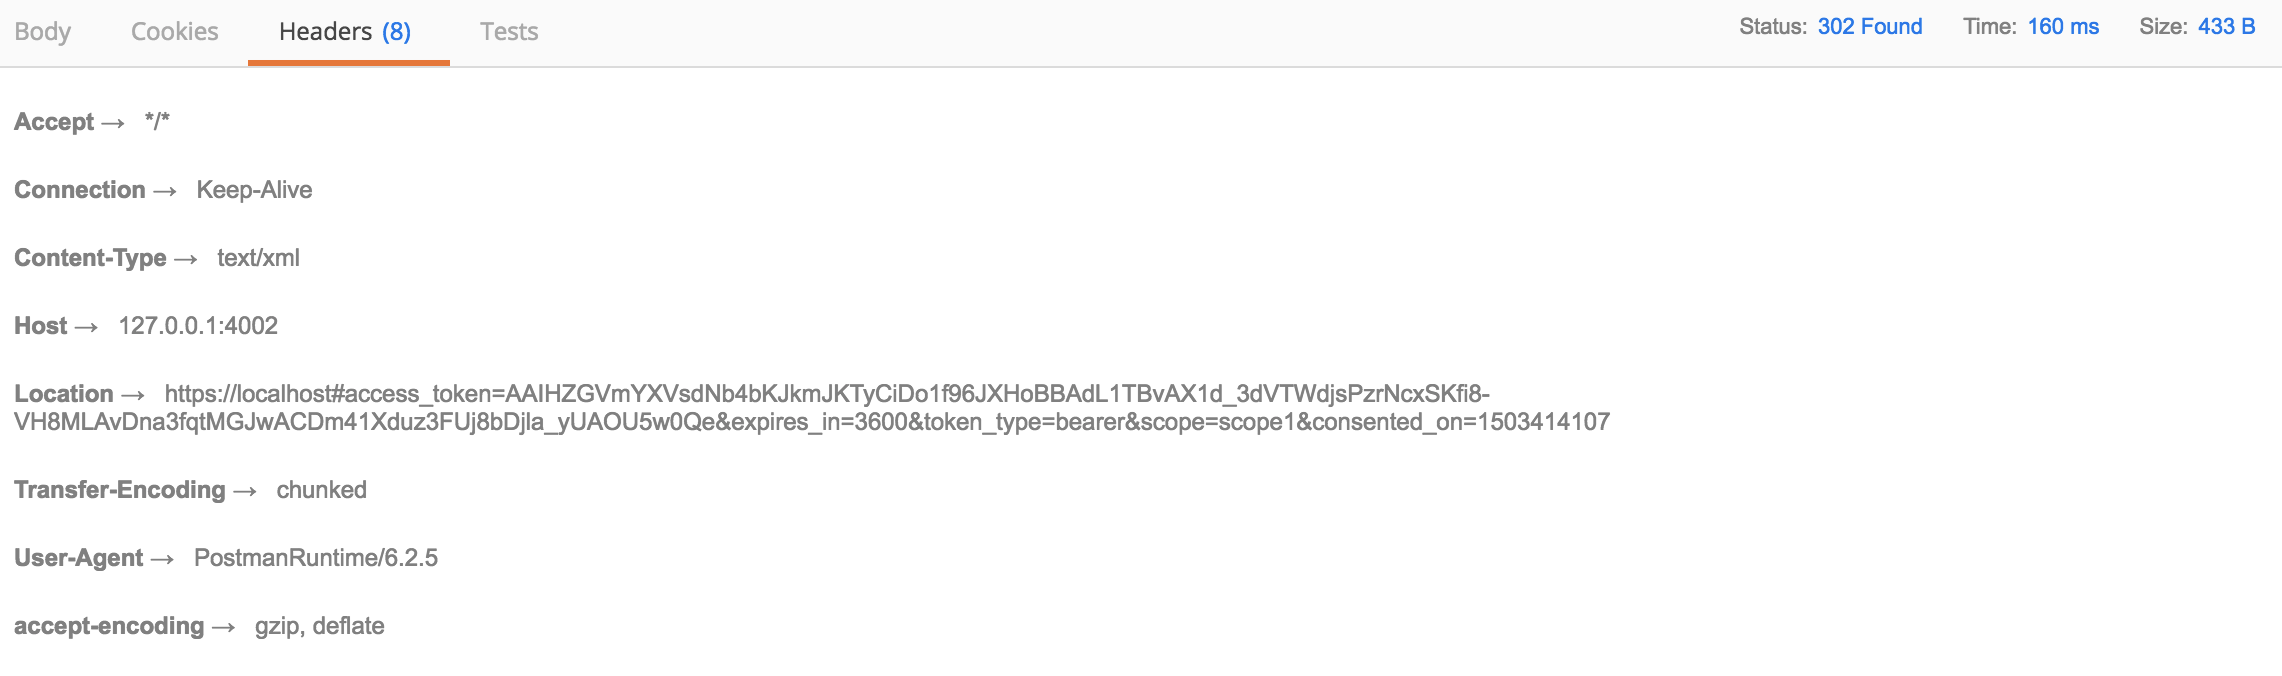 Body Cookies Headers (8) Tests Status: 302 Found Time: 160 ms Size: 433 B
Accept → */*
Connection → Keep-Alive
Content-Type → text/xml
Host → 127.0.0.1:4002
Location → https://localhost#access_token=AAIHZGVmYXVsdNb4bKJkmJKTyCiDo1f96JXHoBBAdL1TBvAX1d_3dVTWdjsPzrNcxSKfi8-
VH8MLAvDna3fqtMGJwACDm41Xduz3FUj8bDjla_yUAOU5w0Qe&expires_in=3600&token_type=bearer&scope=scope1&consented_on=1503414107
Transfer-Encoding → chunked
User-Agent → PostmanRuntime/6.2.5
accept-encoding → gzip, deflate